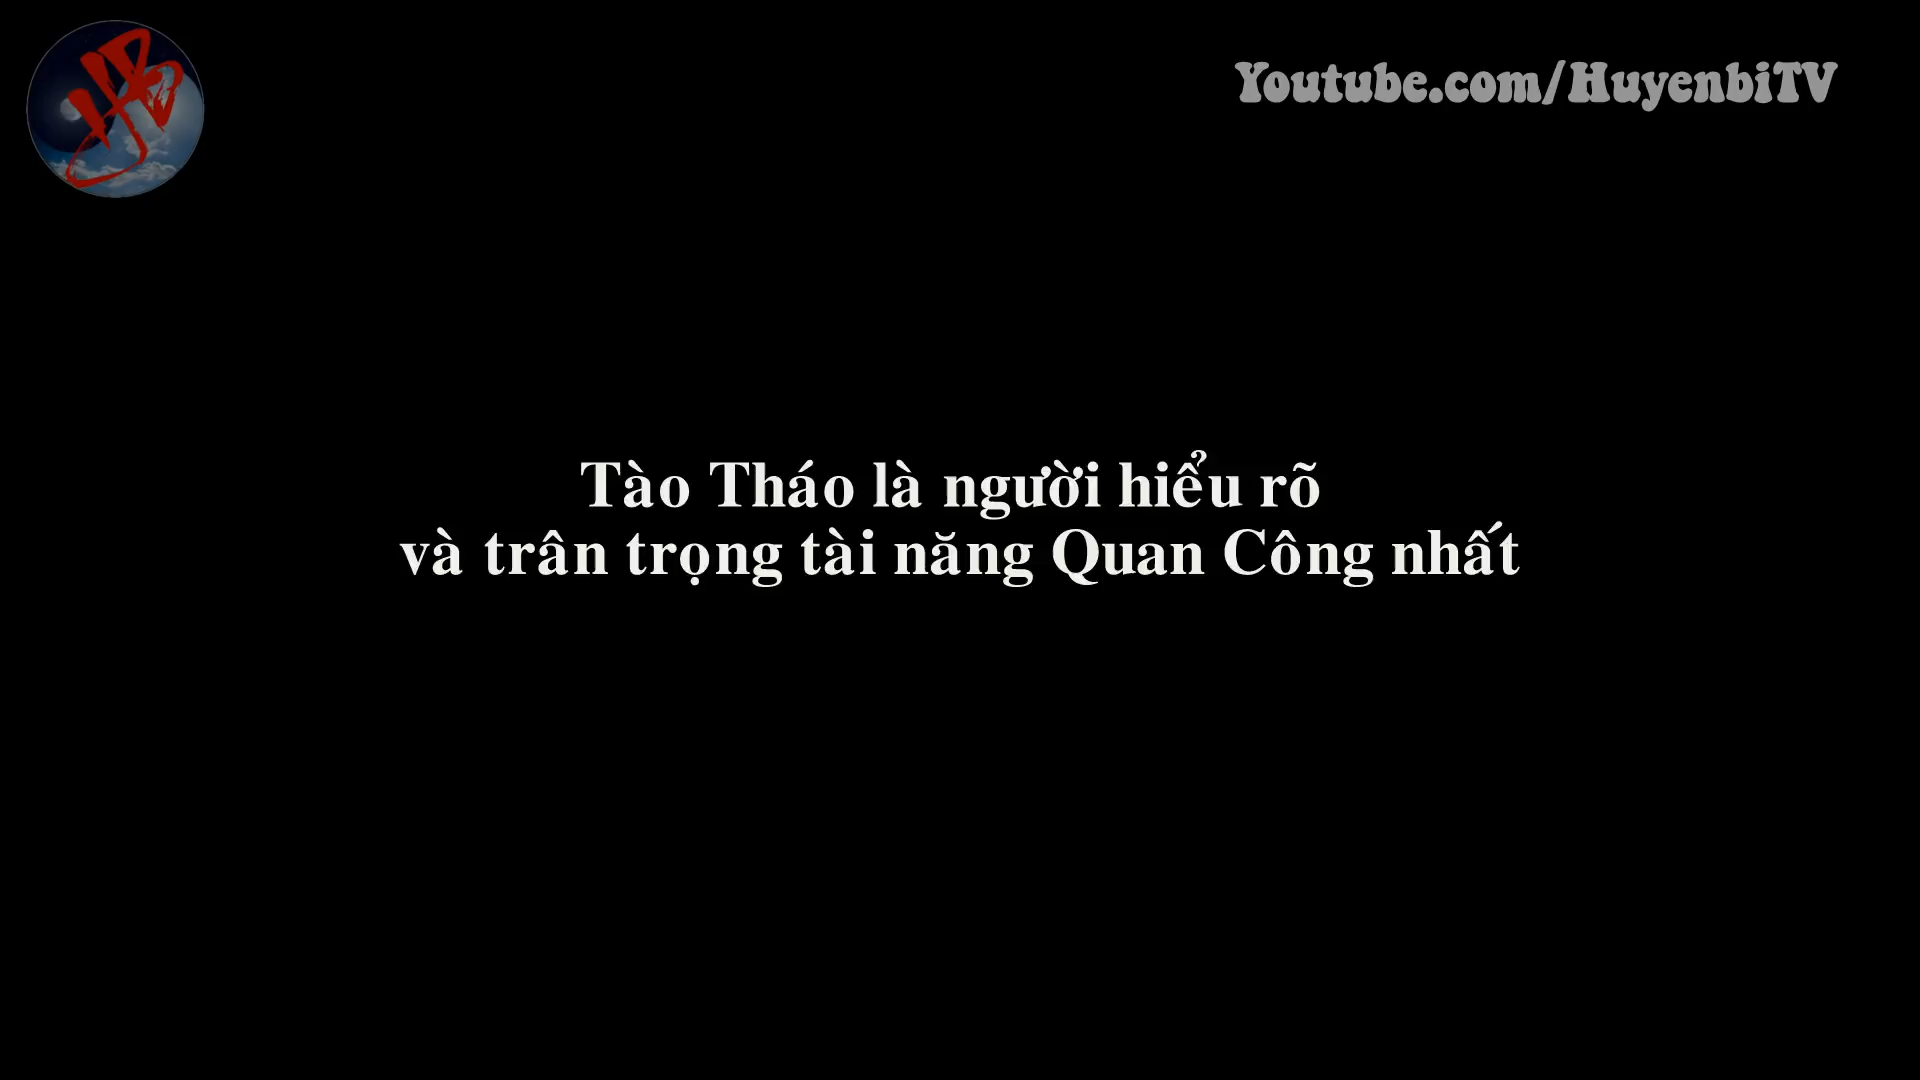 Youtube.com/HuyenbiTV
Tào Tháo là người hiểu rõ
và trân trọng tài năng Quan Công nhất